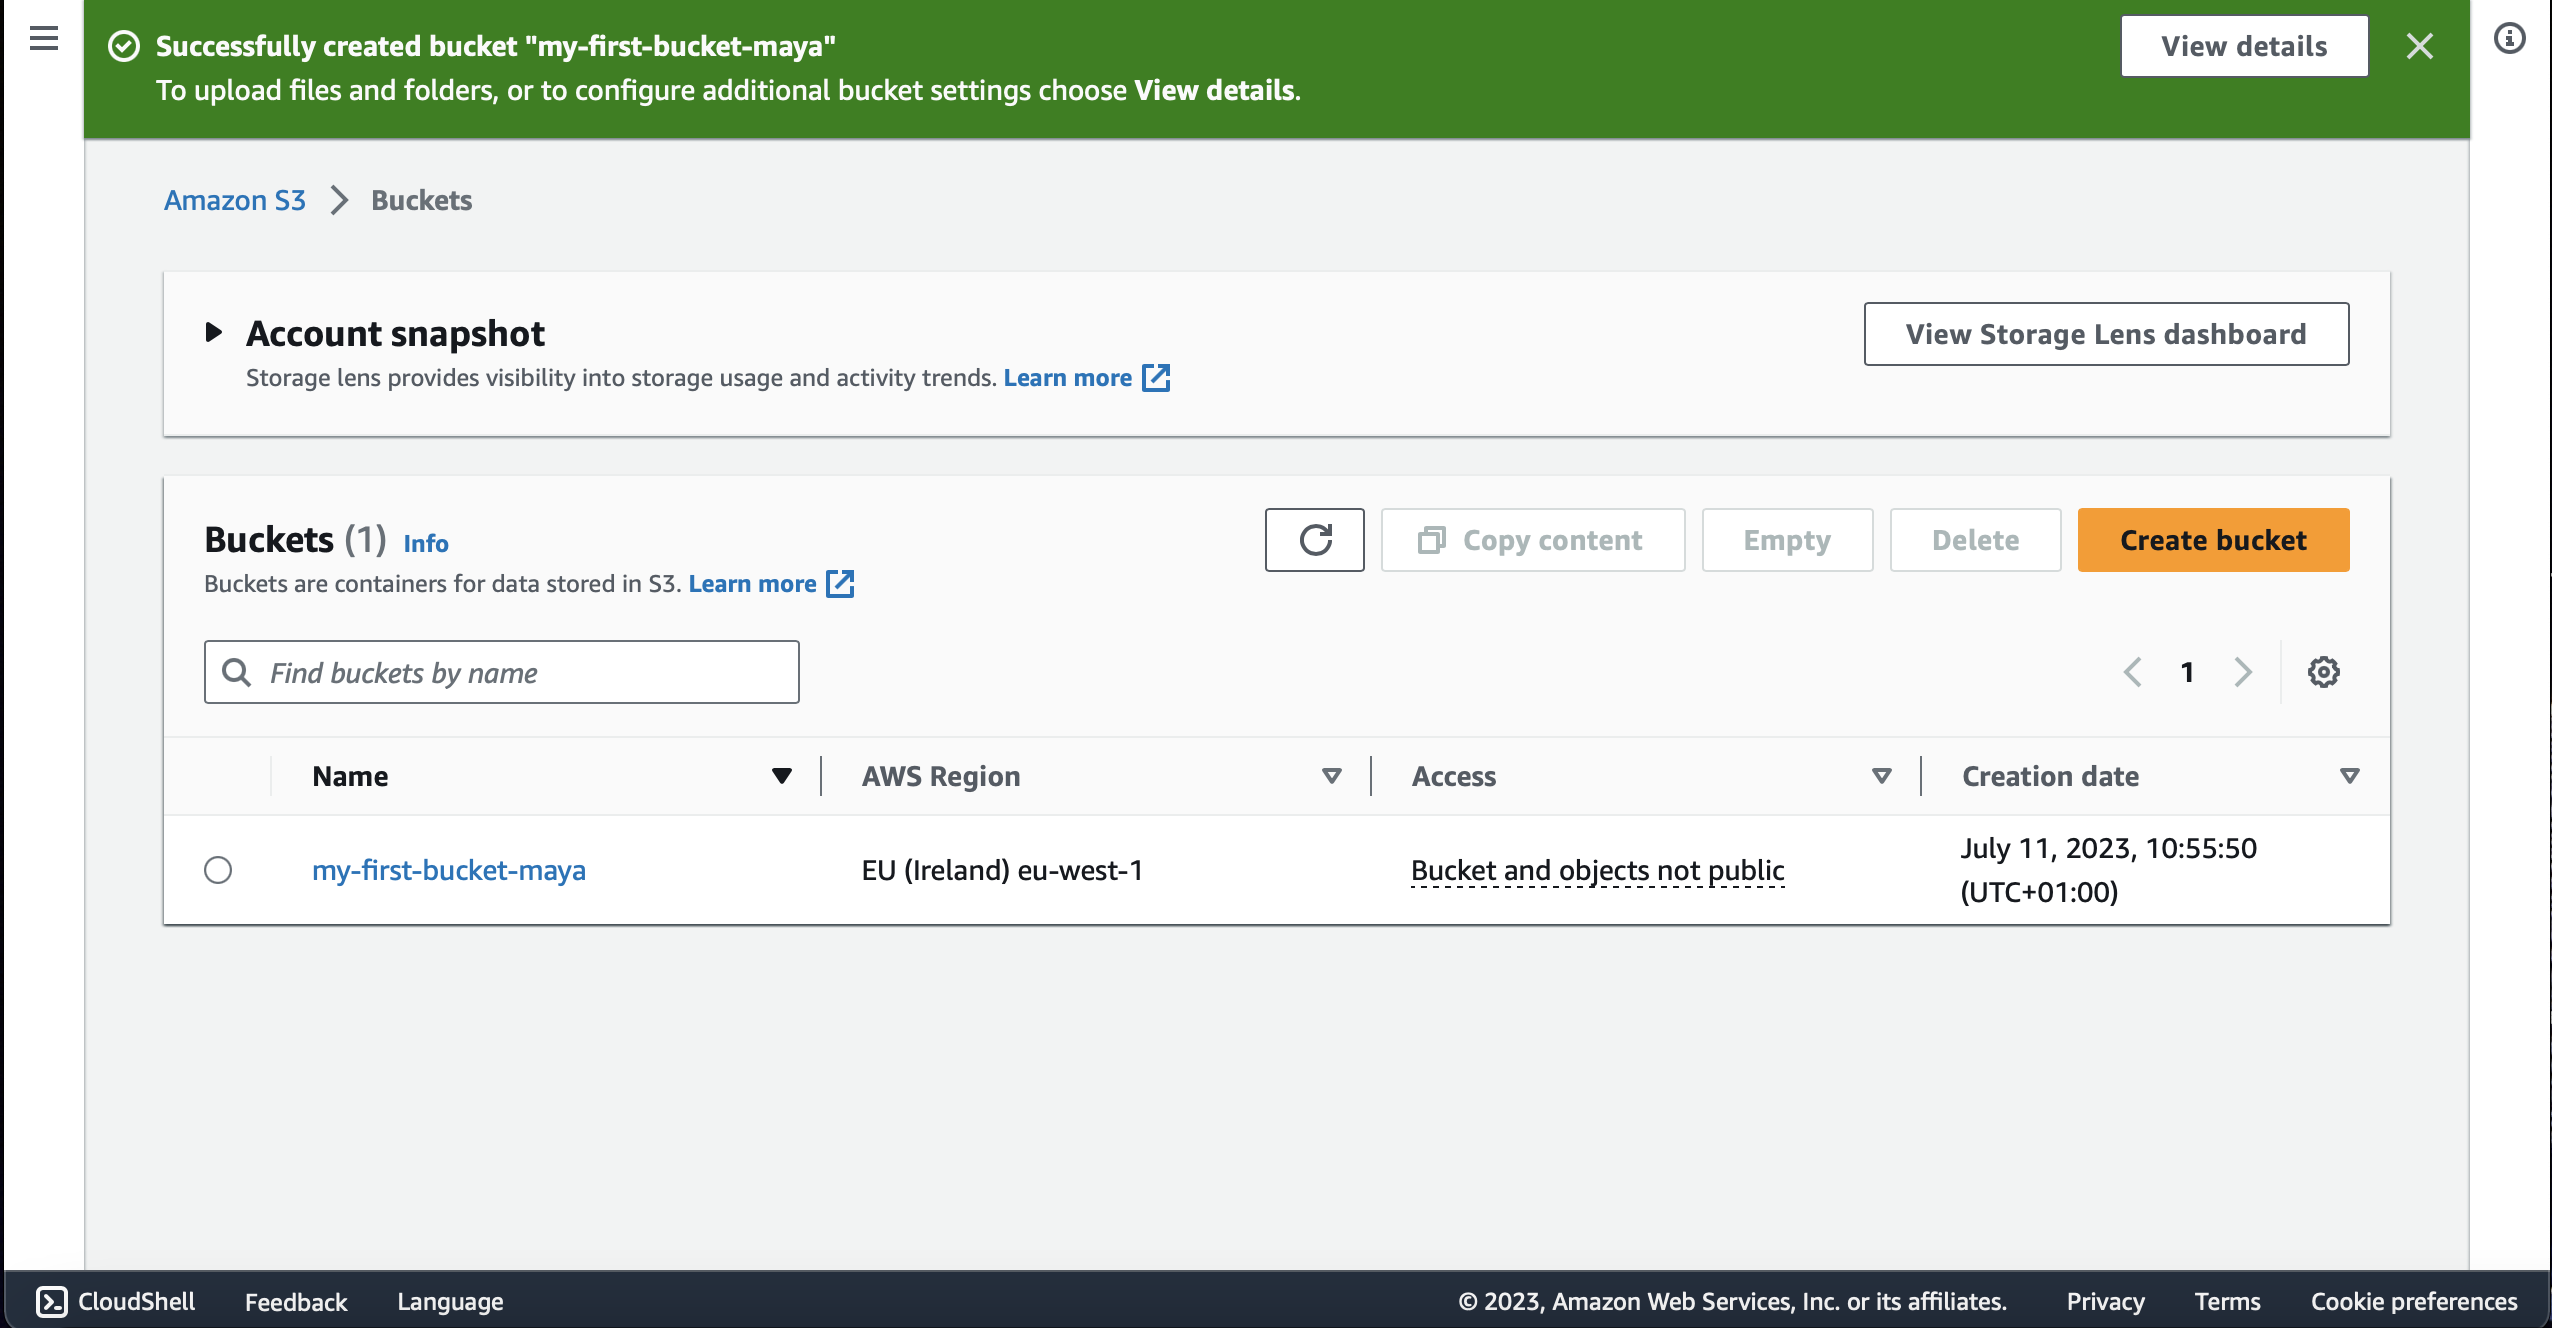 Successfully created bucket "my-first-bucket-maya"
View details
To upload files and folders, or to configure additional bucket settings choose View details.
Amazon S3 > Buckets
Account snapshot
View Storage Lens dashboard
Storage lens provides visibility into storage usage and activity trends. Learn more
Buckets (1) Info
Copy content
Empty
Delete
Create bucket
Buckets are containers for data stored in S3. Learn more
Find buckets by name
1
Name
AWS Region
Access
Creation date
my-first-bucket-maya
EU (Ireland) eu-west-1
Bucket and objects not public
July 11, 2023, 10:55:50
(UTC+01:00)
CloudShell
Feedback
Language
© 2023, Amazon Web Services, Inc. or its affiliates.
Privacy
Terms
Cookie preferences